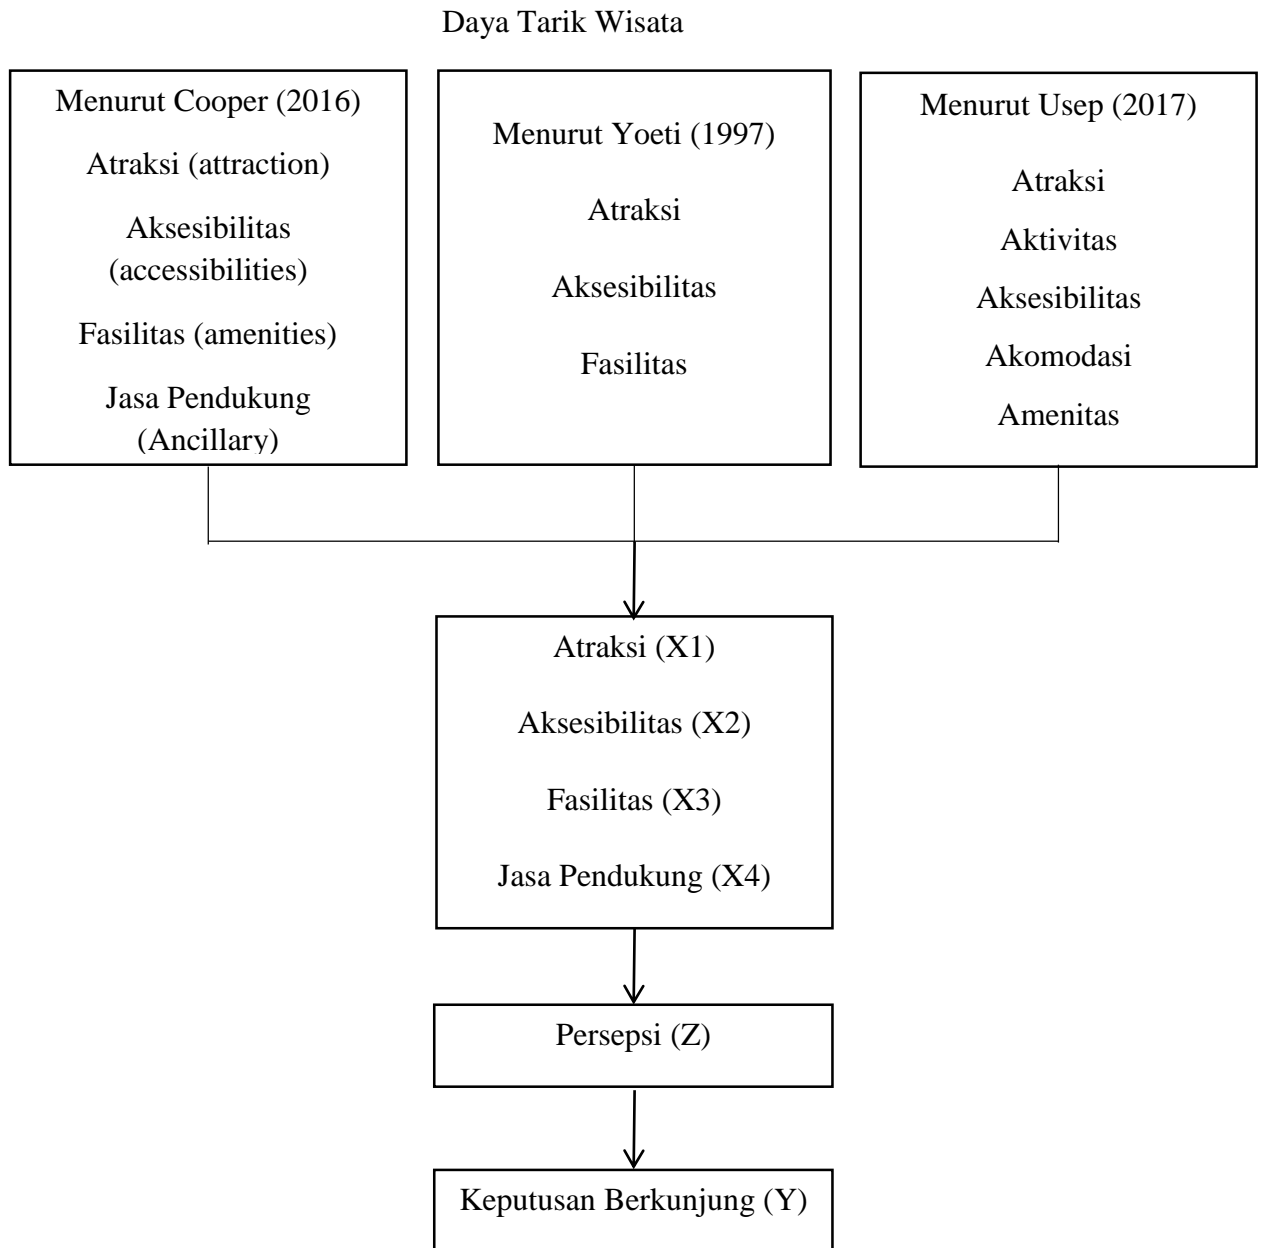 Daya Tarik Wisata
Menurut Cooper (2016)
Atraksi (attraction)
Aksesibilitas
(accessibilities)
Fasilitas (amenities)
Jasa Pendukung
(Ancillary)
Menurut Yoeti (1997)
Atraksi
Aksesibilitas
Fasilitas
Menurut Usep (2017)
Atraksi
Aktivitas
Aksesibilitas
Akomodasi
Amenitas
Atraksi (X1)
Aksesibilitas (X2)
Fasilitas (X3)
Jasa Pendukung (X4)
Persepsi (Z)
Keputusan Berkunjung (Y)